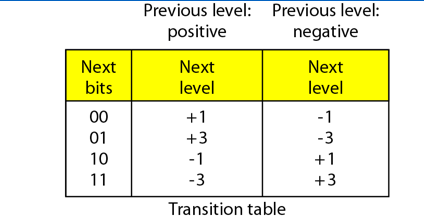 Previous level: Previous level:
positive negative
Next Next Next
bits level level
00 +1 -1
01 +3 -3
10 -1 +1
11 -3 +3
Transition table